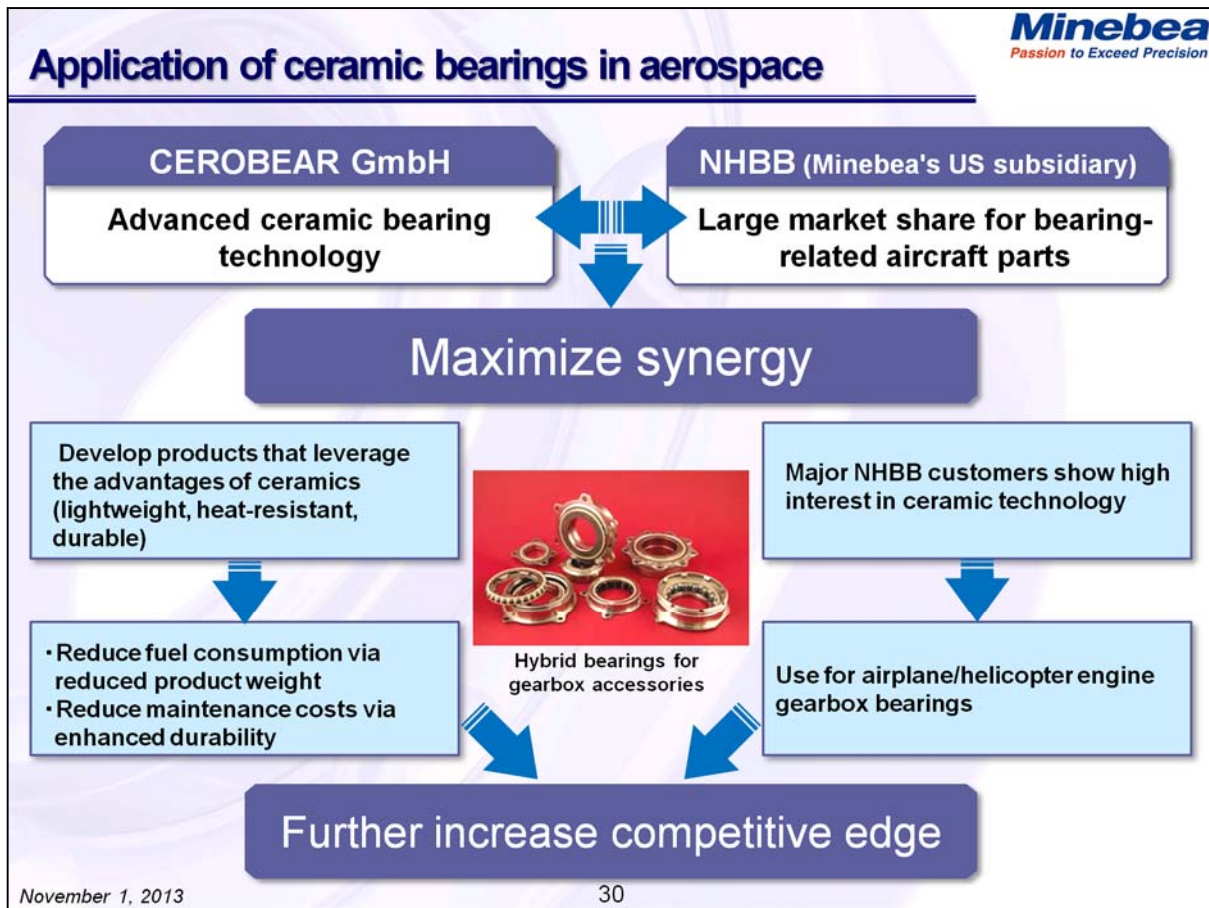 Minebea
Passion to Exceed Precision
Application of ceramic bearings in aerospace
CEROBEAR GmbH
Advanced ceramic bearing
technology
NHBB (Minebea's US subsidiary)
Large market share for bearing-
related aircraft parts
Maximize synergy
Develop products that leverage
the advantages of ceramics
(lightweight, heat-resistant,
durable)
Major NHBB customers show high
interest in ceramic technology
・Reduce fuel consumption via
reduced product weight
・Reduce maintenance costs via
enhanced durability
Hybrid bearings for
gearbox accessories
Use for airplane/helicopter engine
gearbox bearings
Further increase competitive edge
November 1, 2013
30